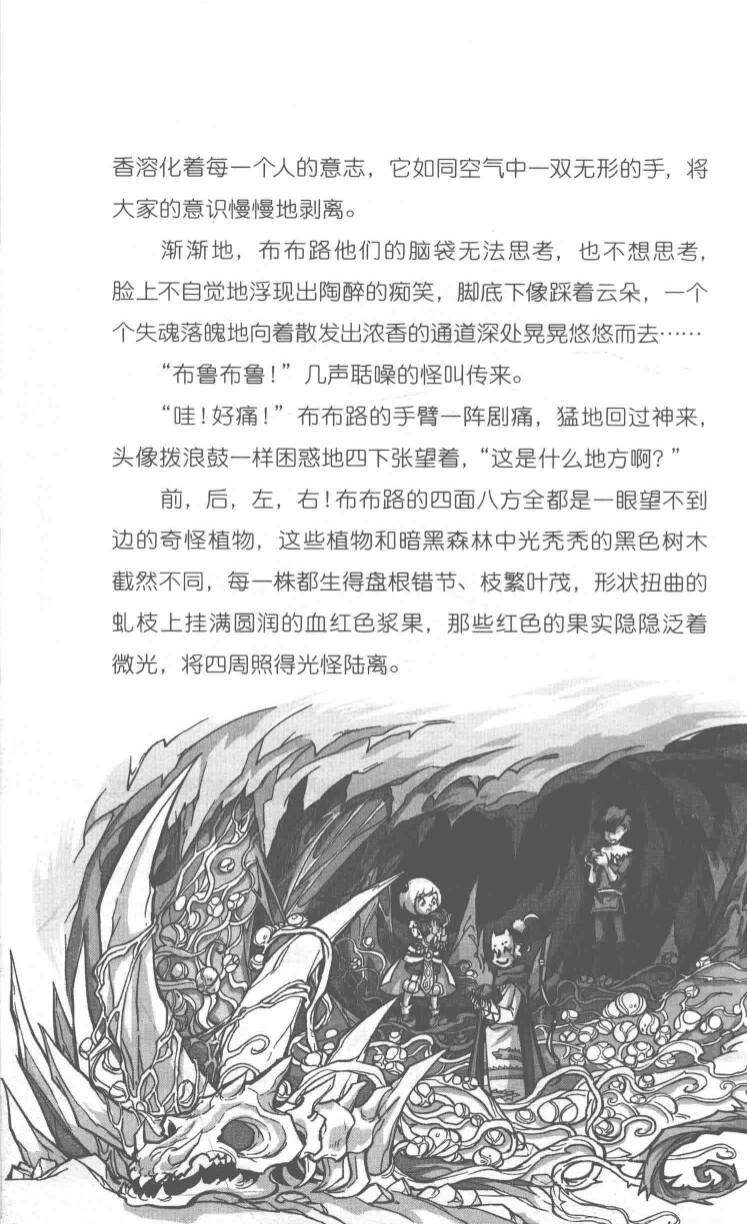 香溶化着每一个人的意志，它如同空气中一双无形的手，将
大家的意识慢慢地剥离。
渐渐地，布布路他们的脑袋无法思考，也不想思考，
脸上不自觉地浮现出陶醉的痴笑，脚底下像踩着云朵，一个
个失魂落魄地向着散发出浓香的通道深处晃晃悠悠而去……
“布鲁布鲁！”几声聒噪的怪叫传来。
“哇！好痛！”布布路的手臂一阵剧痛，猛地回过神来，
头像拨浪鼓一样困惑地四下张望着，“这是什么地方啊？”
前，后，左，右！布布路的四面八方全都是一眼望不到
边的奇怪植物，这些植物和暗黑森林中光秃秃的黑色树木
截然不同，每一株都生得盘根错节、枝繁叶茂，形状扭曲的
虬枝上挂满圆润的血红色浆果，那些红色的果实隐隐泛着
微光，将四周照得光怪陆离。